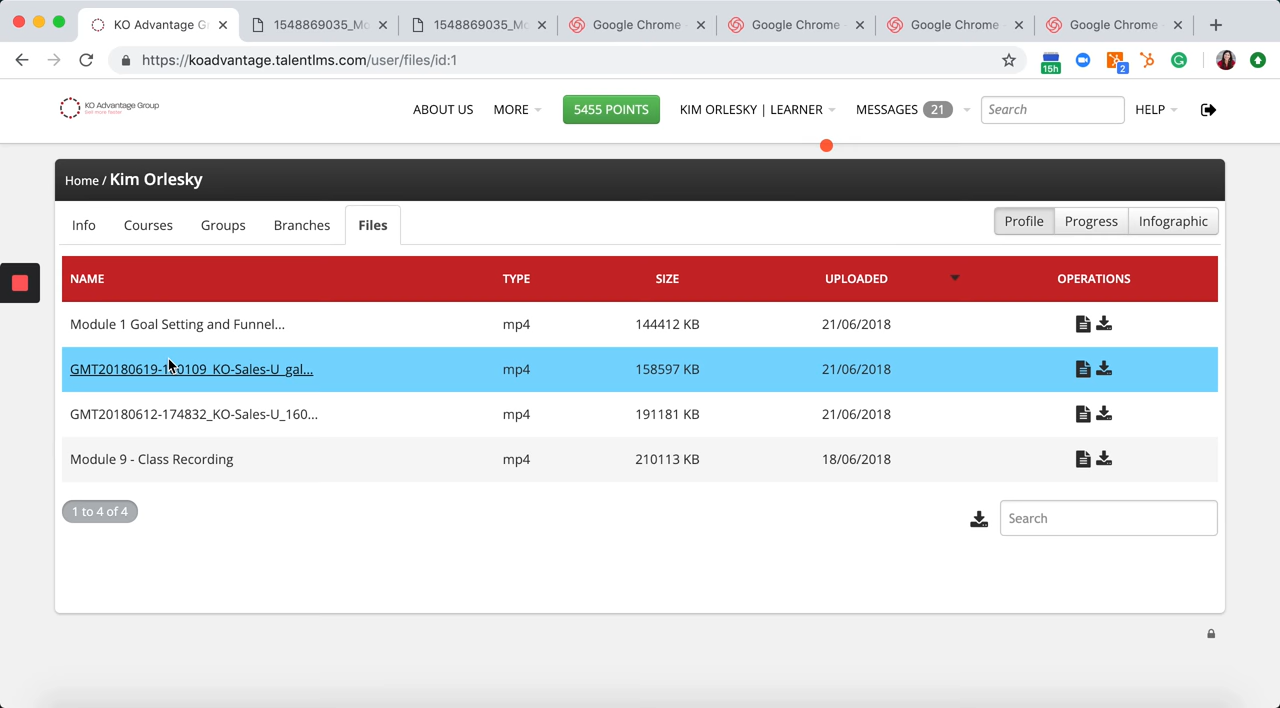 KO Advantage G
1548869035_Mo
1548869035_Mo
Google Chrome
Google Chrome
Google Chrome
Google Chrome
https://koadvantage.talentlms.com/user/files/id:1
15h
2
KO Advantage Group
ABOUT US
MORE
5455 POINTS
KIM ORLESKY | LEARNER
MESSAGES 21
Search
HELP
Home / Kim Orlesky
Info Courses Groups Branches Files
Profile Progress Infographic
NAME TYPE SIZE UPLOADED OPERATIONS
Module 1 Goal Setting and Funnel... mp4 144412 KB 21/06/2018
mp4 158597 KB 21/06/2018
GMT20180612-174832_KO-Sales-U_160... mp4 191181 KB 21/06/2018
Module 9 - Class Recording mp4 210113 KB 18/06/2018
1 to 4 of 4
Search